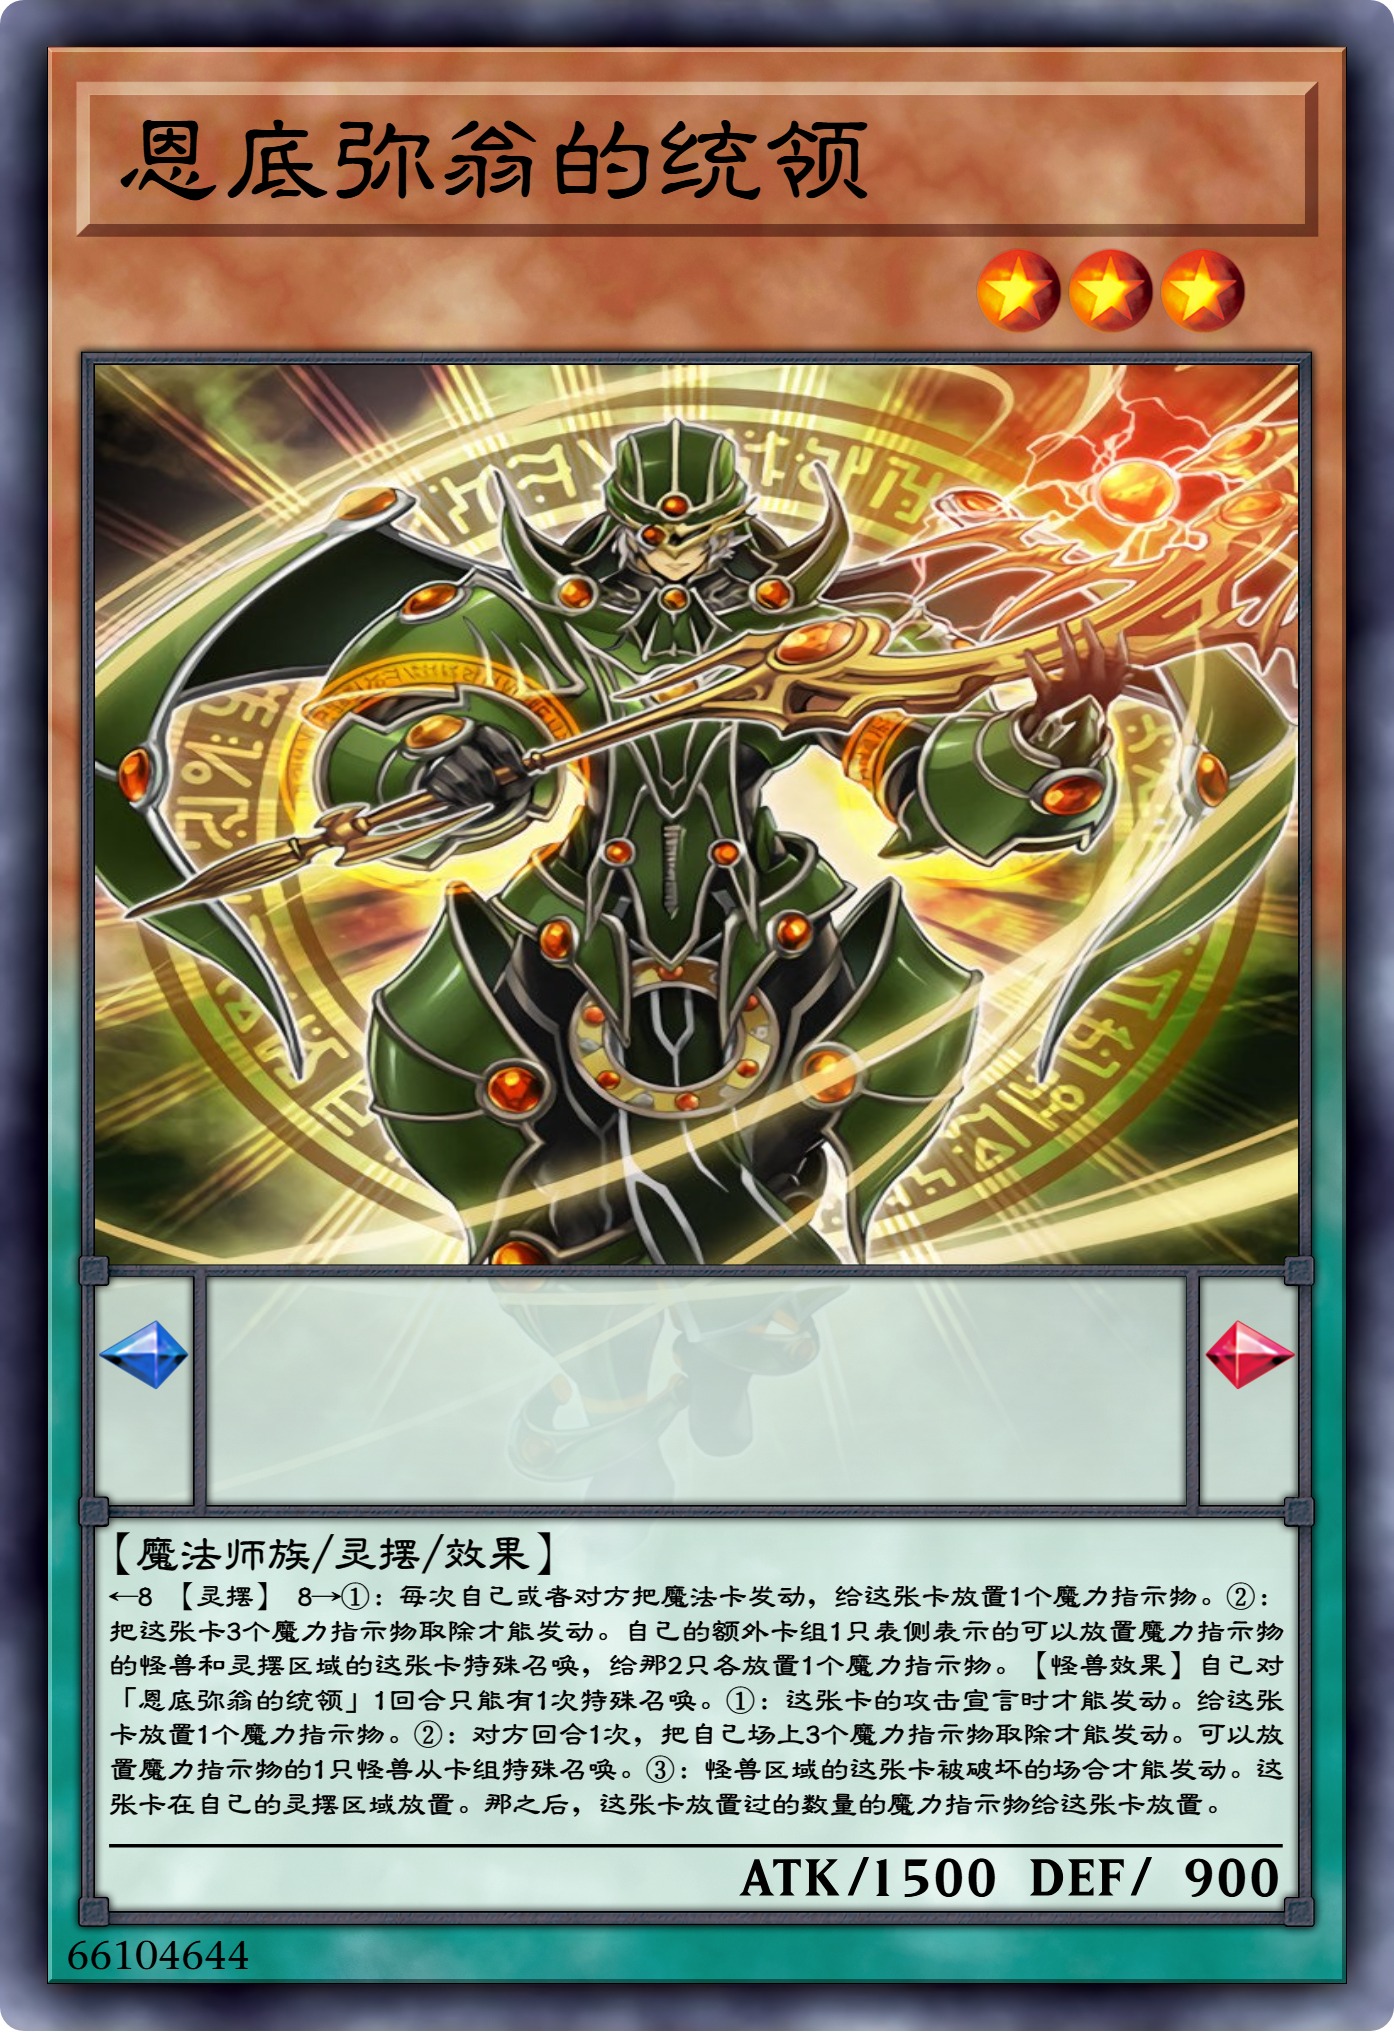 恩底弥翁的统领
【魔法师族/灵摆/效果】
←8 【灵摆】 8→①：每次自己或者对方把魔法卡发动，给这张卡放置1个魔力指示物。②：
把这张卡3个魔力指示物取除才能发动。自己的额外卡组1只表侧表示的可以放置魔力指示物
的怪兽和灵摆区域的这张卡特殊召唤，给那2只各放置1个魔力指示物。【怪兽效果】自己对
「恩底弥翁的统领」1回合只能有1次特殊召唤。①：这张卡的攻击宣言时才能发动。给这张
卡放置1个魔力指示物。②：对方回合1次，把自己场上3个魔力指示物取除才能发动。可以放
置魔力指示物的1只怪兽从卡组特殊召唤。③：怪兽区域的这张卡被破坏的场合才能发动。这
张卡在自己的灵摆区域放置。那之后，这张卡放置过的数量的魔力指示物给这张卡放置。
ATK/1500 DEF/ 900
66104644